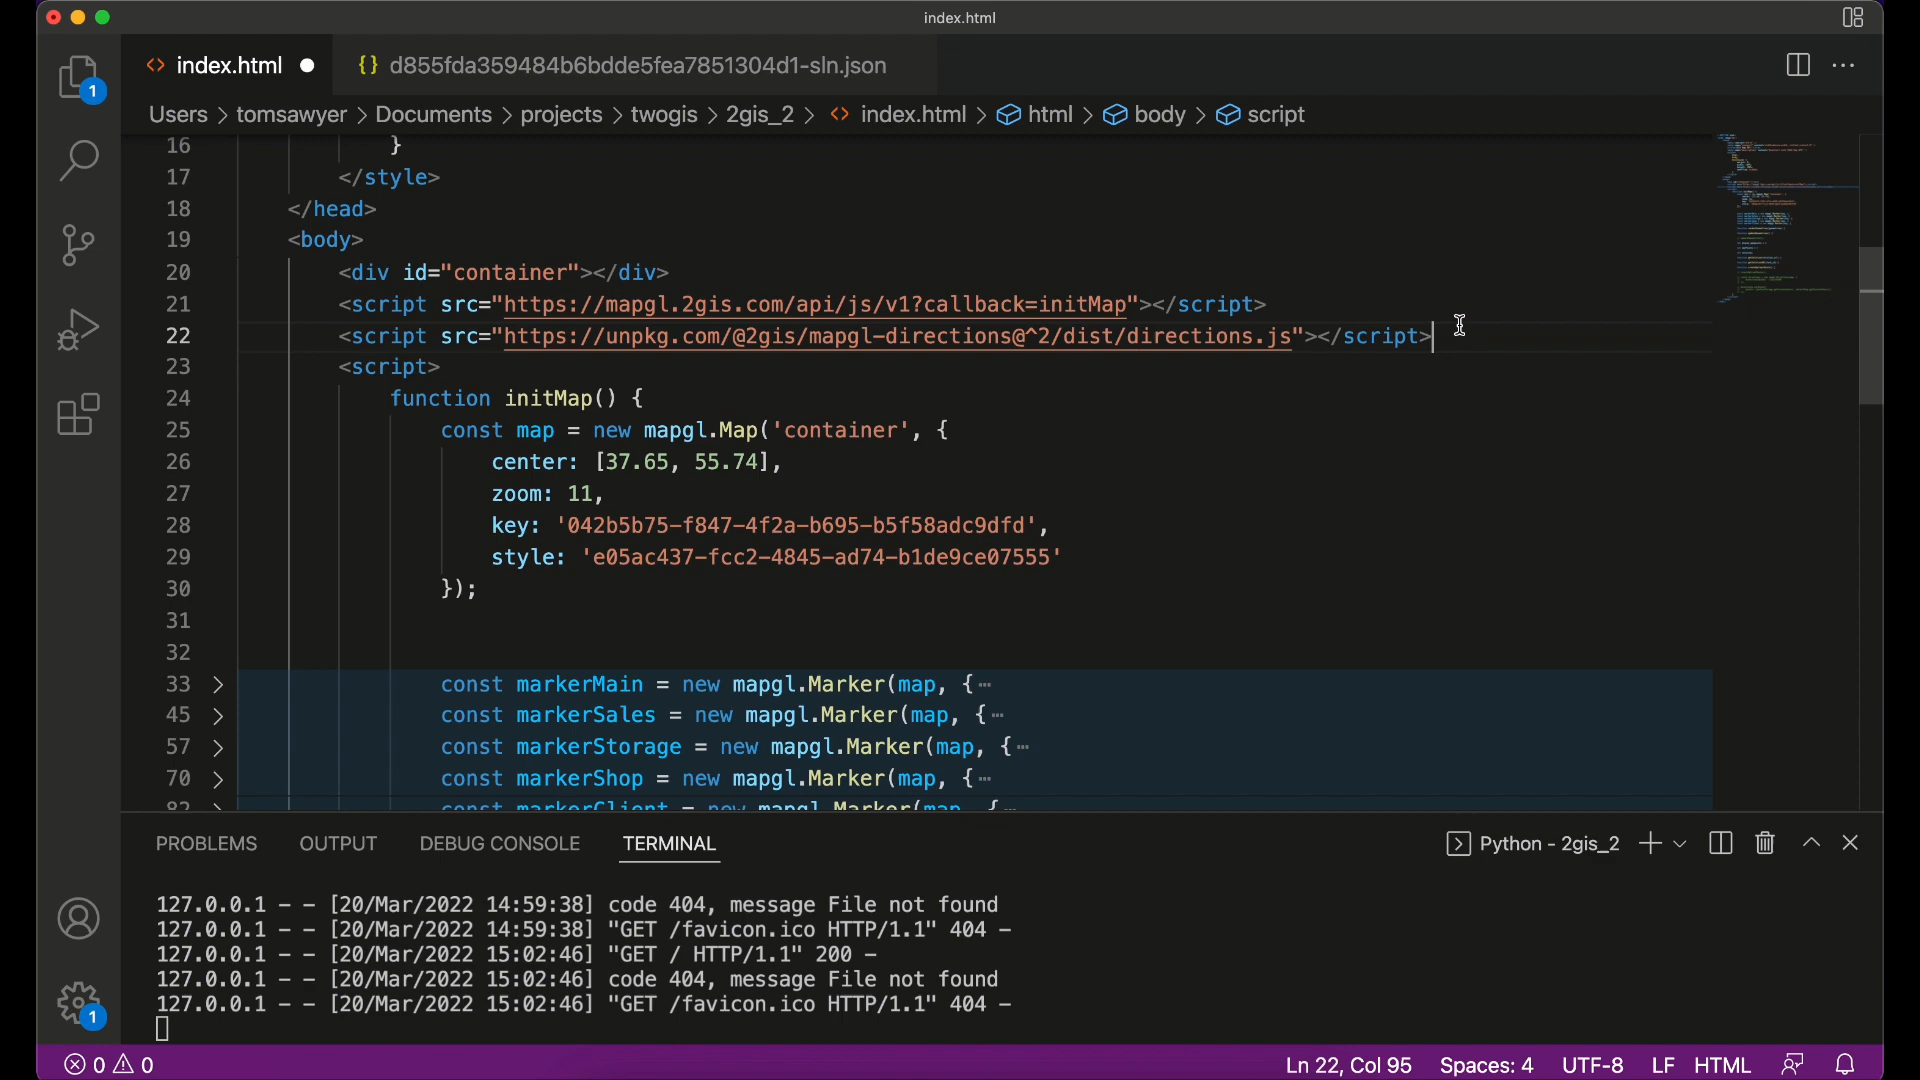 index.html
index.html
{} d855fda359484b6bdde5fea7851304d1-sln.json
1
Users > tomsawyer > Documents > projects > twogis > 2gis_2 > <> index.html > html > body > script
16 }
17 </style>
18 </head>
19 <body>
20 <div id="container"></div>
21 <script src="https://mapgl.2gis.com/api/js/v1?callback=initMap"></script>
22 <script src="https://unpkg.com/@2gis/mapgl-directions@^2/dist/directions.js"></script>
23 <script>
24 function initMap() {
25 const map = new mapgl.Map('container', {
26 center: [37.65, 55.74],
27 zoom: 11,
28 key: '042b5b75-f847-4f2a-b695-b5f58adc9dfd',
29 style: 'e05ac437-fcc2-4845-ad74-b1de9ce07555'
30 });
31
32
33 > const markerMain = new mapgl.Marker(map, {⋯
45 > const markerSales = new mapgl.Marker(map, {⋯
57 > const markerStorage = new mapgl.Marker(map, {⋯
70 > const markerShop = new mapgl.Marker(map, {⋯
82 > const markerClient = new mapgl.Marker(map, {⋯
PROBLEMS OUTPUT DEBUG CONSOLE TERMINAL Python - 2gis_2
127.0.0.1 - - [20/Mar/2022 14:59:38] code 404, message File not found
127.0.0.1 - - [20/Mar/2022 14:59:38] "GET /favicon.ico HTTP/1.1" 404 -
127.0.0.1 - - [20/Mar/2022 15:02:46] "GET / HTTP/1.1" 200 -
127.0.0.1 - - [20/Mar/2022 15:02:46] code 404, message File not found
127.0.0.1 - - [20/Mar/2022 15:02:46] "GET /favicon.ico HTTP/1.1" 404 -
1
0 0 Ln 22, Col 95 Spaces: 4 UTF-8 LF HTML